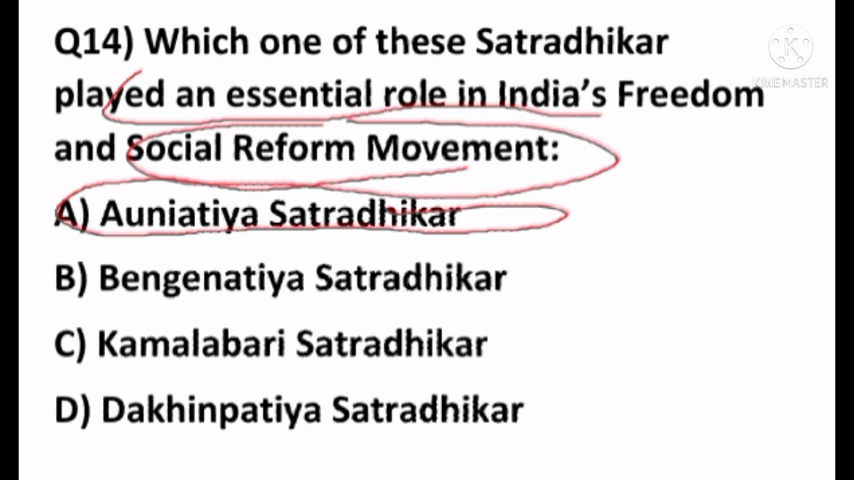 Q14) Which one of these Satradhikar
played an essential role in India's Freedom
and Social Reform Movement:
A) Auniatiya Satradhikar
B) Bengenatiya Satradhikar
C) Kamalabari Satradhikar
D) Dakhinpatiya Satradhikar
K
KINEMASTER